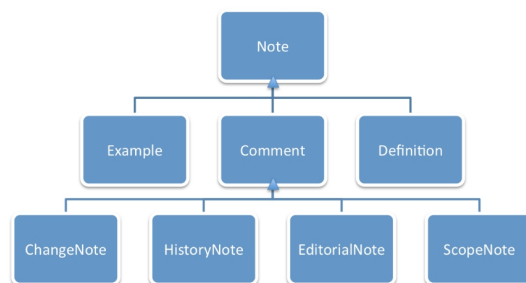 Note
Example Comment Definition
ChangeNote HistoryNote EditorialNote ScopeNote